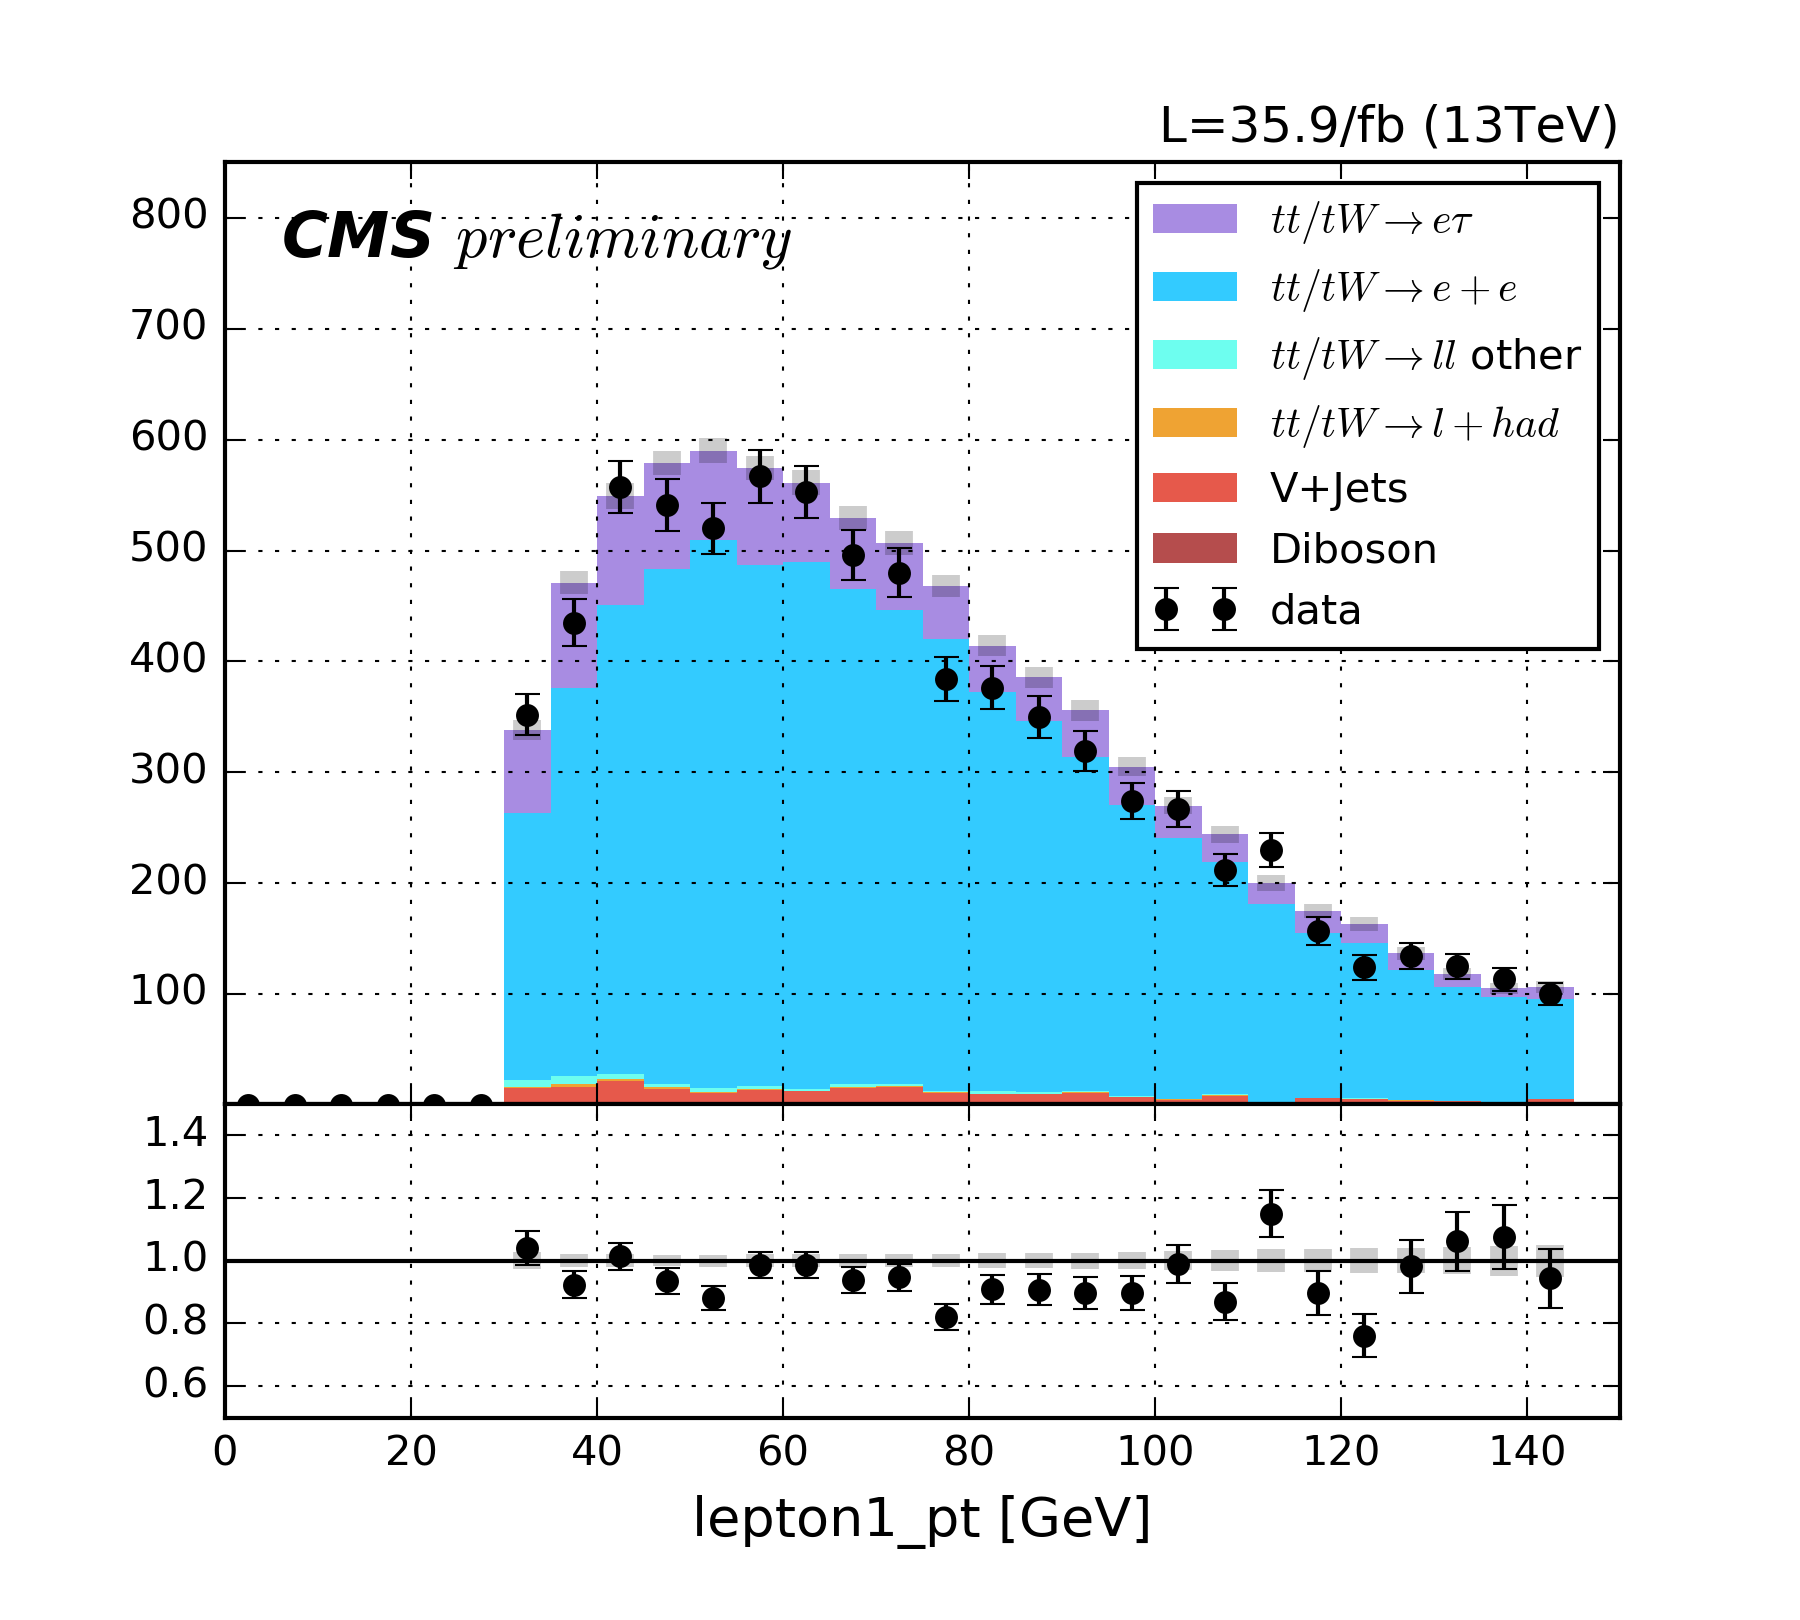 L=35.9/fb (13TeV)
CMS preliminary
800
700
600
500
400
300
200
100
tt/tW→eτ
tt/tW→e+e
tt/tW→ll other
tt/tW→l+had
V+Jets
Diboson
data
1.4
1.2
1.0
0.8
0.6
0 20 40 60 80 100 120 140
lepton1_pt [GeV]